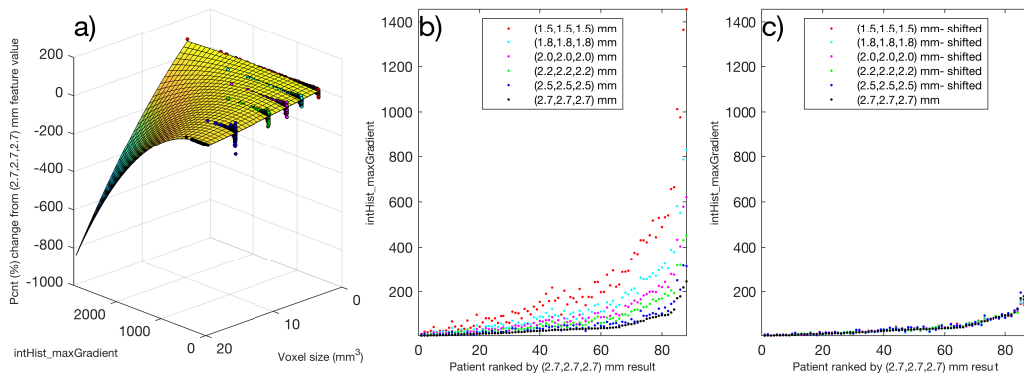 a)
200
0
-200
-400
-600
-800
-1000
Pcnt (%) change from (2.7,2.7,2.7) mm feature value
2000
1000
0
intHist_maxGradient
20
10
0
Voxel size (mm3)
b)
1400
1200
1000
800
600
400
200
intHist_maxGradient
(1.5,1.5,1.5) mm
(1.8,1.8,1.8) mm
(2.0,2.0,2.0) mm
(2.2,2.2,2.2) mm
(2.5,2.5,2.5) mm
(2.7,2.7,2.7) mm
0 20 40 60 80
Patient ranked by (2.7,2.7,2.7) mm result
c)
1400
1200
1000
800
600
400
200
intHist_maxGradient
(1.5,1.5,1.5) mm- shifted
(1.8,1.8,1.8) mm- shifted
(2.0,2.0,2.0) mm- shifted
(2.2,2.2,2.2) mm- shifted
(2.5,2.5,2.5) mm- shifted
(2.7,2.7,2.7) mm
0 20 40 60 80
Patient ranked by (2.7,2.7,2.7) mm result